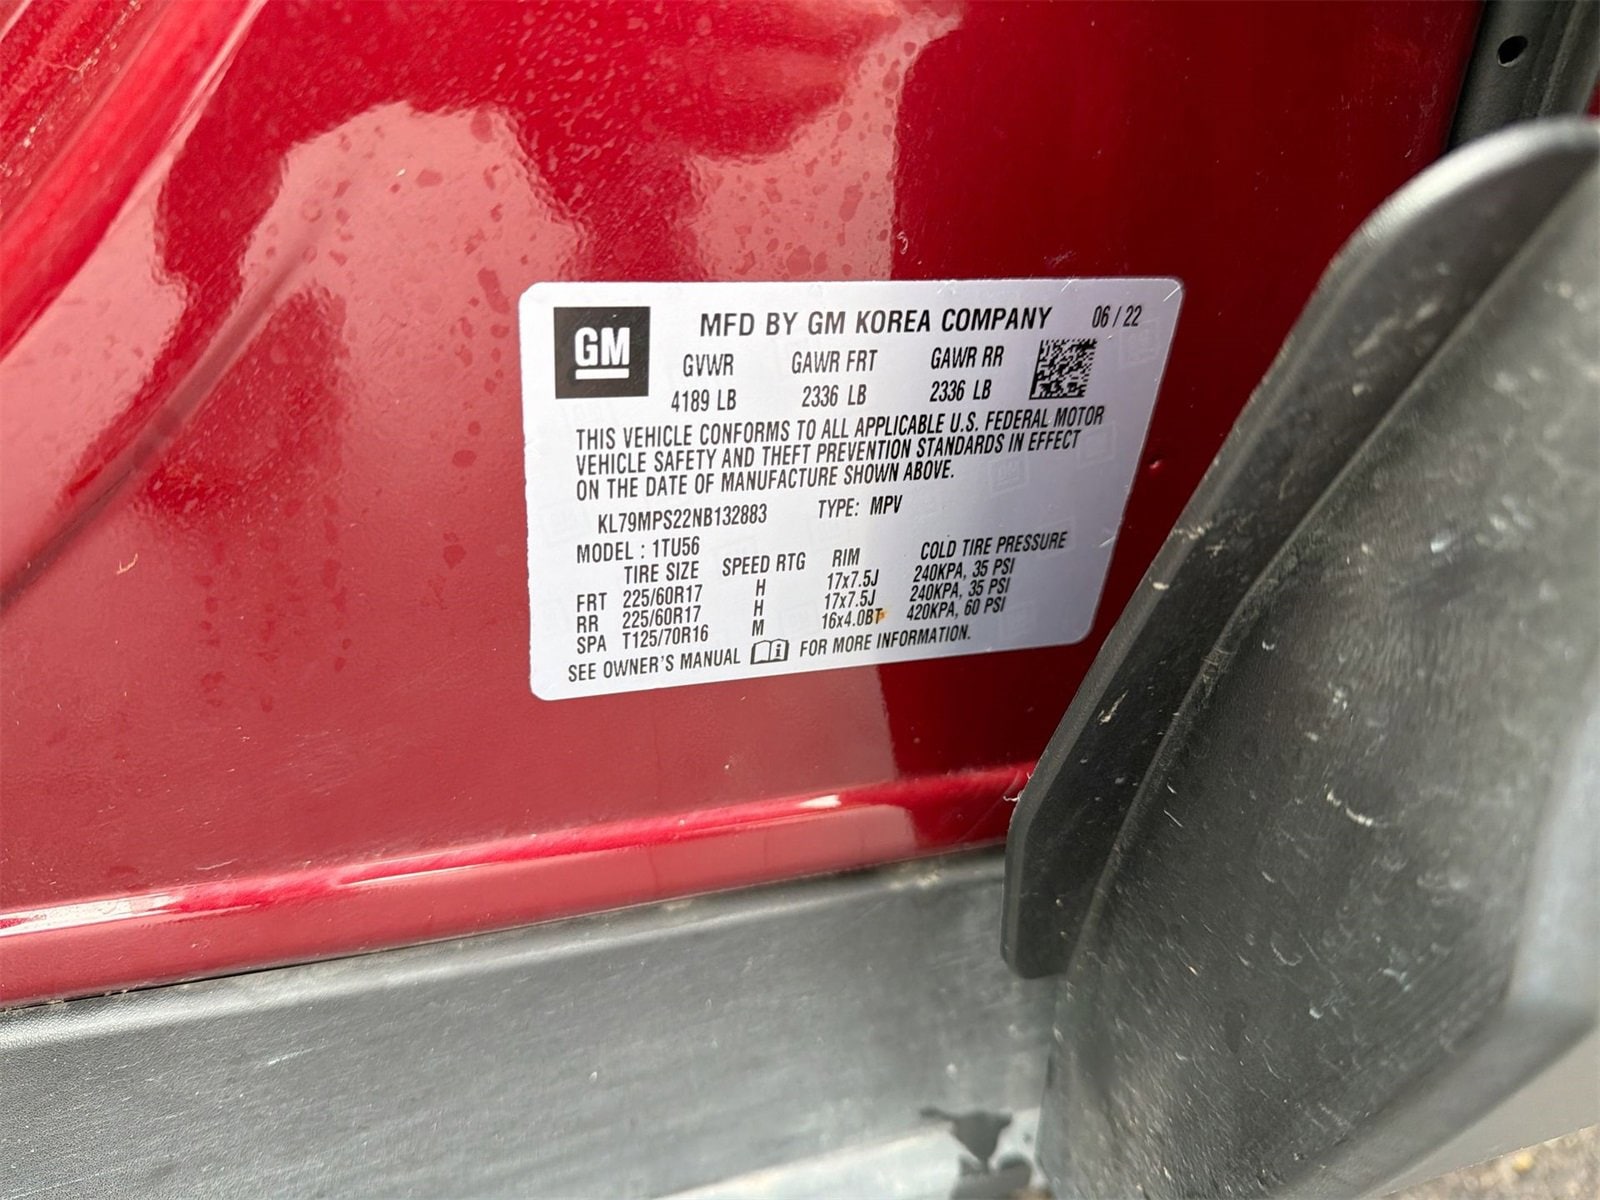 GM MFD BY GM KOREA COMPANY 06 / 22
GVWR GAWR FRT GAWR RR
4189 LB 2336 LB 2336 LB
THIS VEHICLE CONFORMS TO ALL APPLICABLE U.S. FEDERAL MOTOR
VEHICLE SAFETY AND THEFT PREVENTION STANDARDS IN EFFECT
ON THE DATE OF MANUFACTURE SHOWN ABOVE.
KL79MPS22NB132883 TYPE: MPV
MODEL : 1TU56
TIRE SIZE SPEED RTG RIM COLD TIRE PRESSURE
FRT 225/60R17 H 17x7.5J 240KPA, 35 PSI
RR 225/60R17 H 17x7.5J 240KPA, 35 PSI
SPA T125/70R16 M 16x4.0BT 420KPA, 60 PSI
SEE OWNER'S MANUAL i FOR MORE INFORMATION.